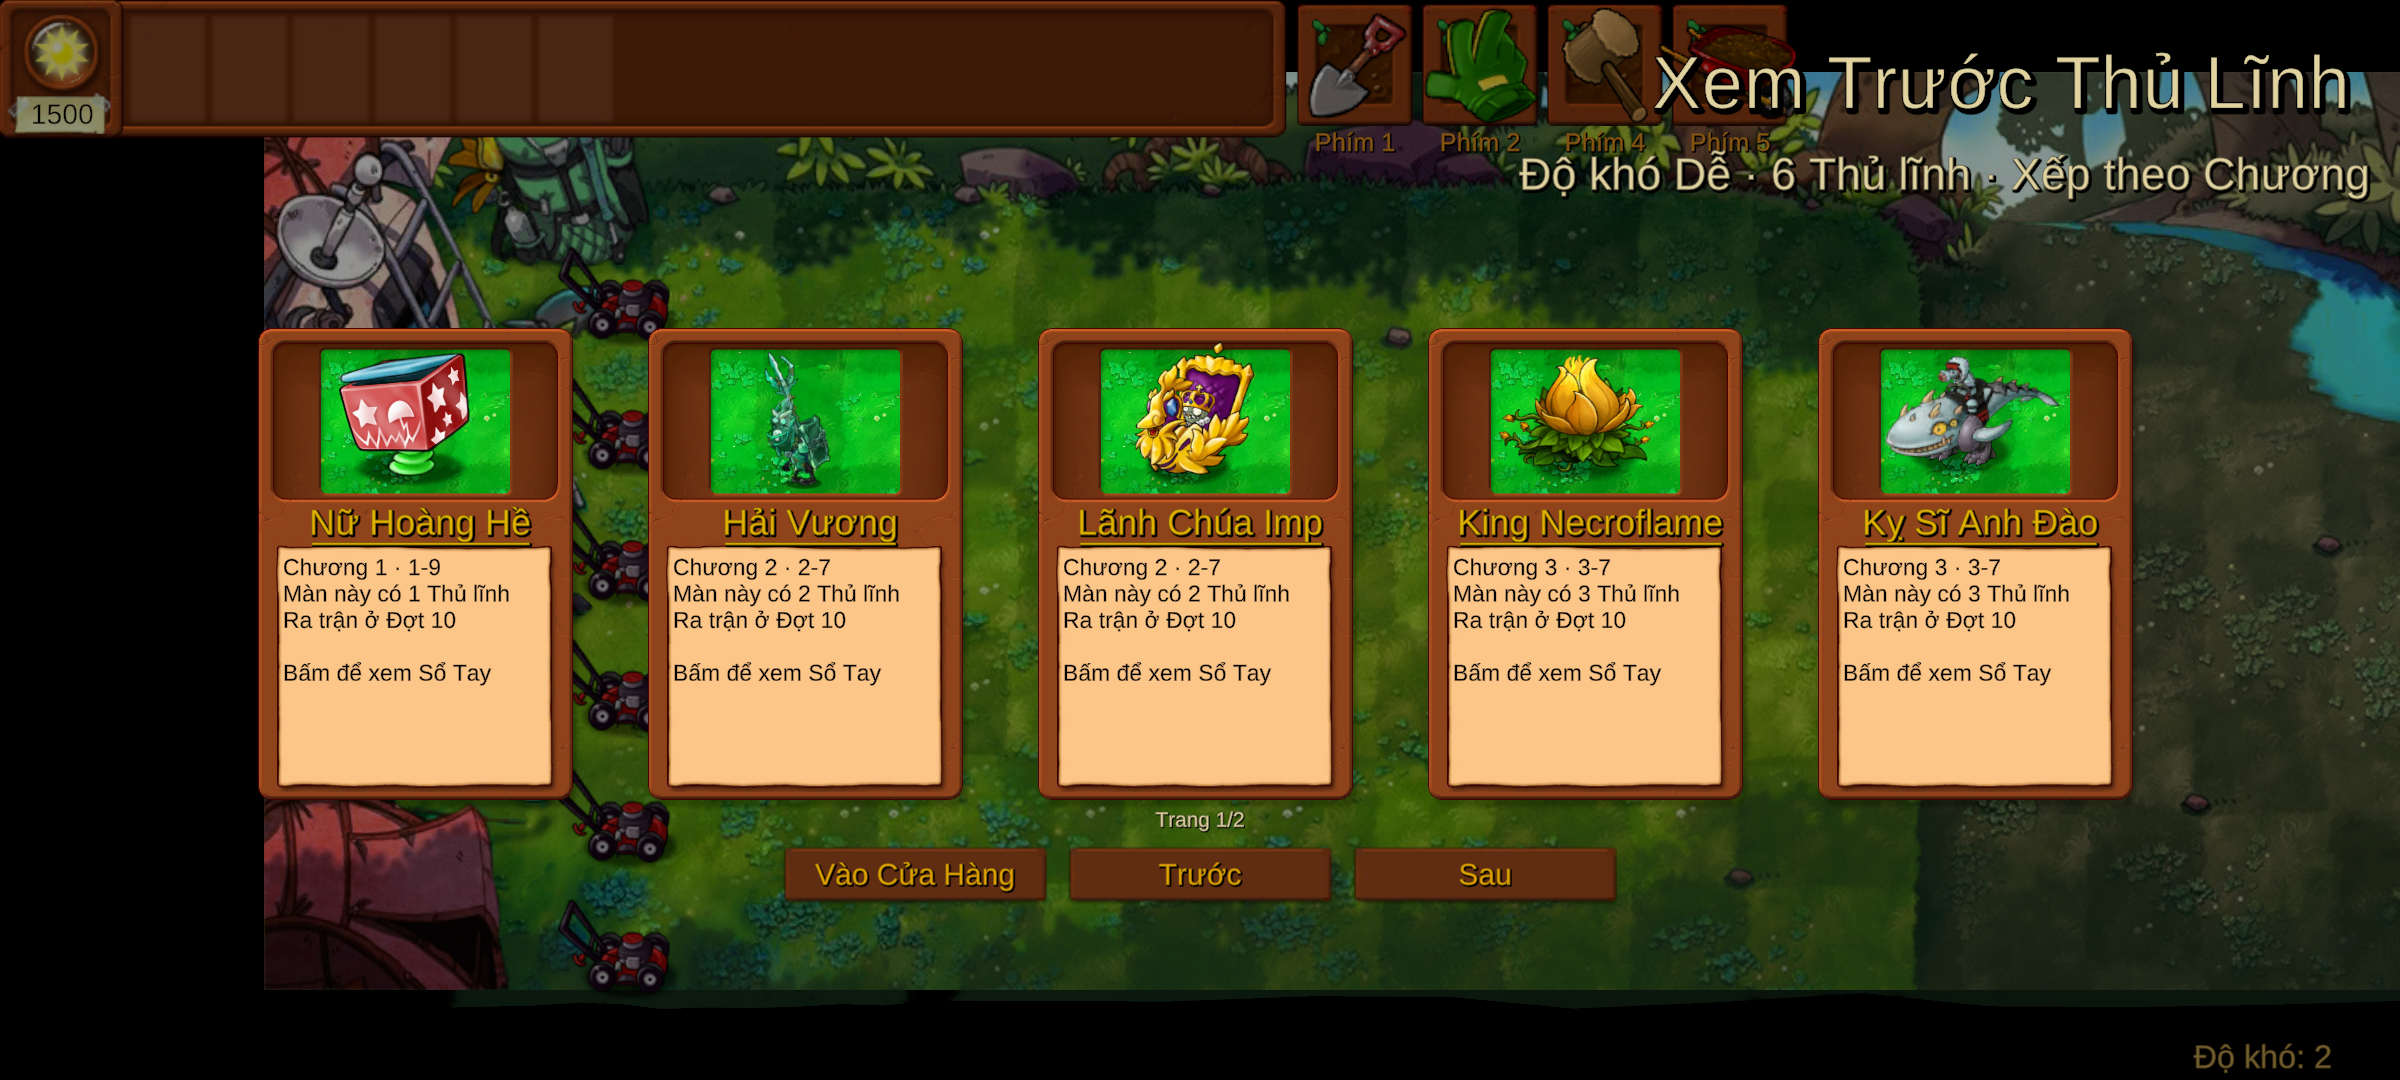 1500
Phím 1
Phím 2
Phím 4
Phím 5
Xem Trước Thủ Lĩnh
Độ khó Dễ · 6 Thủ lĩnh · Xếp theo Chương
Nữ Hoàng Hề
Chương 1 · 1-9
Màn này có 1 Thủ lĩnh
Ra trận ở Đợt 10
Bấm để xem Sổ Tay
Hải Vương
Chương 2 · 2-7
Màn này có 2 Thủ lĩnh
Ra trận ở Đợt 10
Bấm để xem Sổ Tay
Lãnh Chúa Imp
Chương 2 · 2-7
Màn này có 2 Thủ lĩnh
Ra trận ở Đợt 10
Bấm để xem Sổ Tay
King Necroflame
Chương 3 · 3-7
Màn này có 3 Thủ lĩnh
Ra trận ở Đợt 10
Bấm để xem Sổ Tay
Kỵ Sĩ Anh Đào
Chương 3 · 3-7
Màn này có 3 Thủ lĩnh
Ra trận ở Đợt 10
Bấm để xem Sổ Tay
Trang 1/2
Vào Cửa Hàng
Trước
Sau
Độ khó: 2